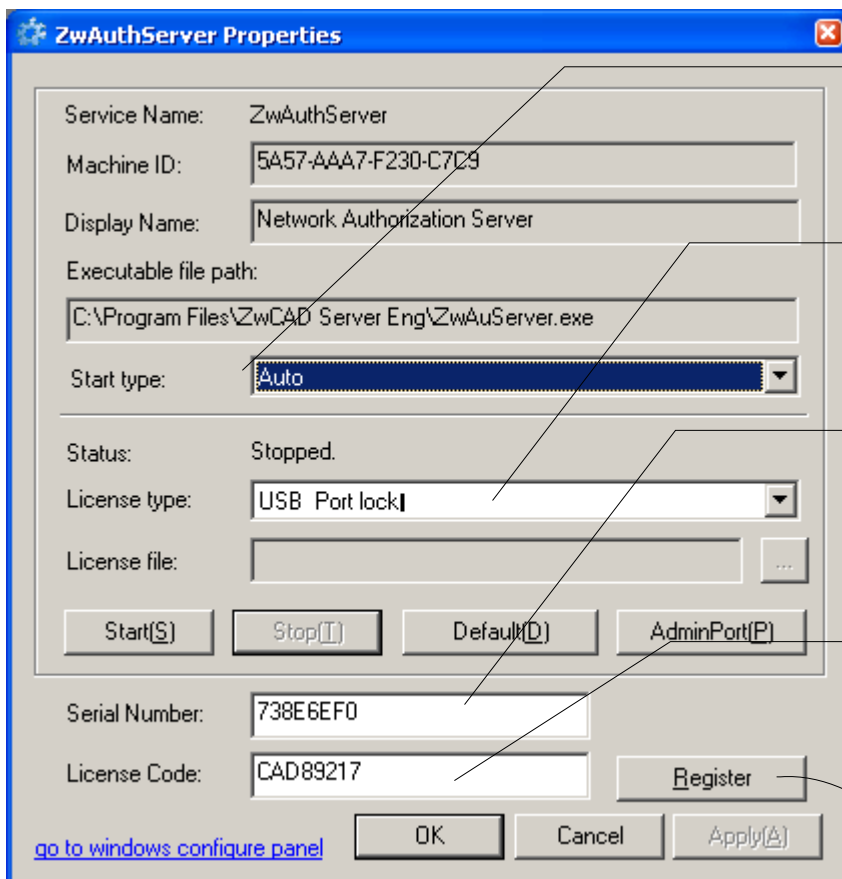 ZwAuthServer Properties
Service Name: ZwAuthServer
Machine ID: 5A57-AAA7-F230-C7C9
Display Name: Network Authorization Server
Executable file path:
C:\Program Files\ZwCAD Server Eng\ZwAuServer.exe
Start type: Auto
Status: Stopped.
License type: USB  Port lock
License file: ...
Start(S) Stop(T) Default(D) AdminPort(P)
Serial Number: 738E6EF0
License Code: CAD89217 Register
go to windows configure panel OK Cancel Apply(A)